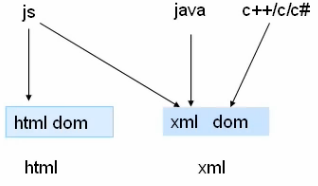 js java c++/c/c#
html dom xml dom
html xml